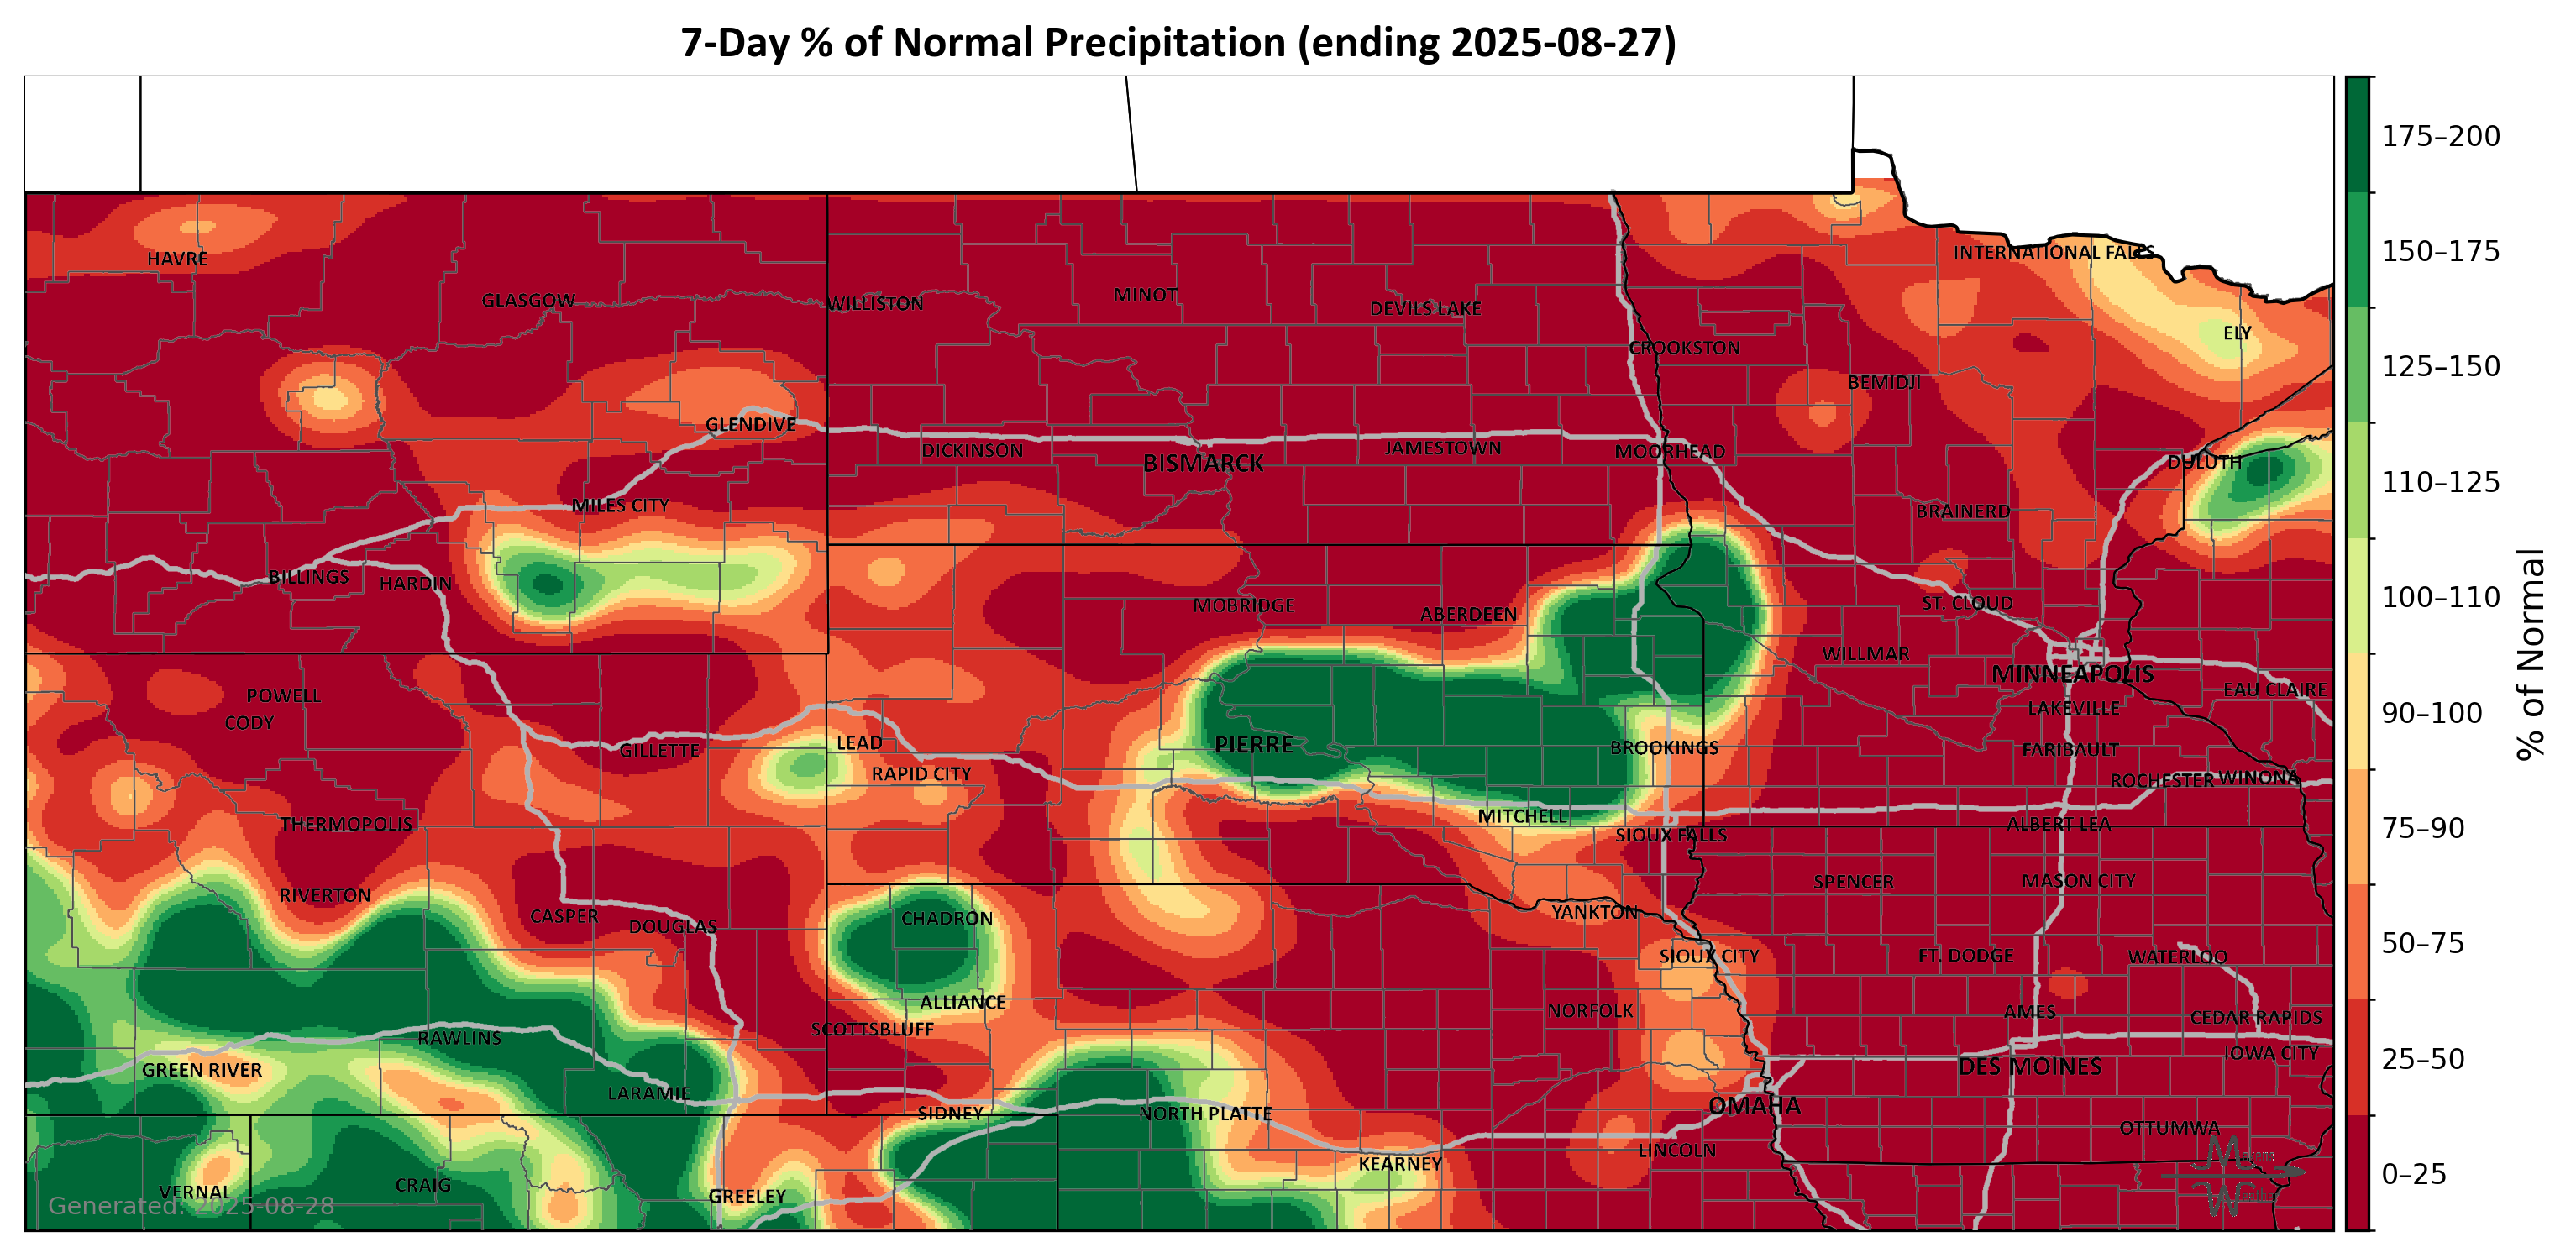 7-Day % of Normal Precipitation (ending 2025-08-27)
175–200
150–175
125–150
110–125
100–110
90–100
75–90
50–75
25–50
0–25
% of Normal
HAVRE
INTERNATIONAL FALLS
GLASGOW
WILLISTON
MINOT
DEVILS LAKE
ELY
CROOKSTON
BEMIDJI
GLENDIVE
DICKINSON
BISMARCK
JAMESTOWN
MOORHEAD
DULUTH
MILES CITY
BRAINERD
BILLINGS
HARDIN
MOBRIDGE
ABERDEEN
ST. CLOUD
WILLMAR
MINNEAPOLIS
EAU CLAIRE
POWELL
CODY
LAKEVILLE
GILLETTE
LEAD
PIERRE
BROOKINGS
FARIBAULT
RAPID CITY
ROCHESTER
WINONA
THERMOPOLIS
MITCHELL
SIOUX FALLS
ALBERT LEA
RIVERTON
CASPER
DOUGLAS
CHADRON
YANKTON
SPENCER
MASON CITY
SIOUX CITY
FT. DODGE
WATERLOO
ALLIANCE
SCOTTSBLUFF
NORFOLK
AMES
CEDAR RAPIDS
RAWLINS
GREEN RIVER
DES MOINES
IOWA CITY
LARAMIE
SIDNEY
NORTH PLATTE
OMAHA
OTTUMWA
KEARNEY
LINCOLN
VERNAL
CRAIG
GREELEY
Generated: 2025-08-28